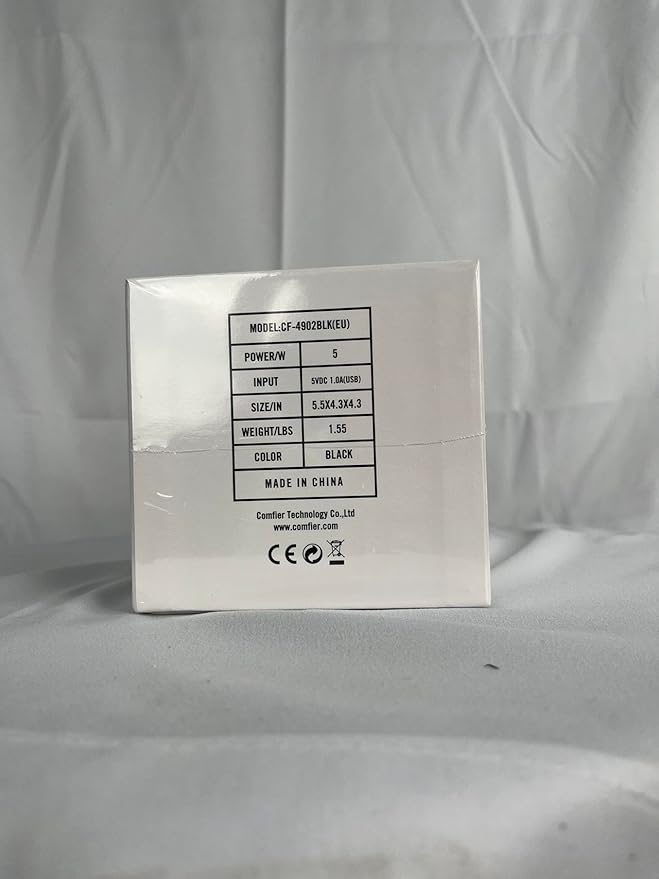 MODEL:CF-4902BLK(EU)
POWER/W 5
INPUT 5VDC 1.0A(USB)
SIZE/IN 5.5X4.3X4.3
WEIGHT/LBS 1.55
COLOR BLACK
MADE IN CHINA
Comfier Technology Co.,Ltd
www.comfier.com
CE